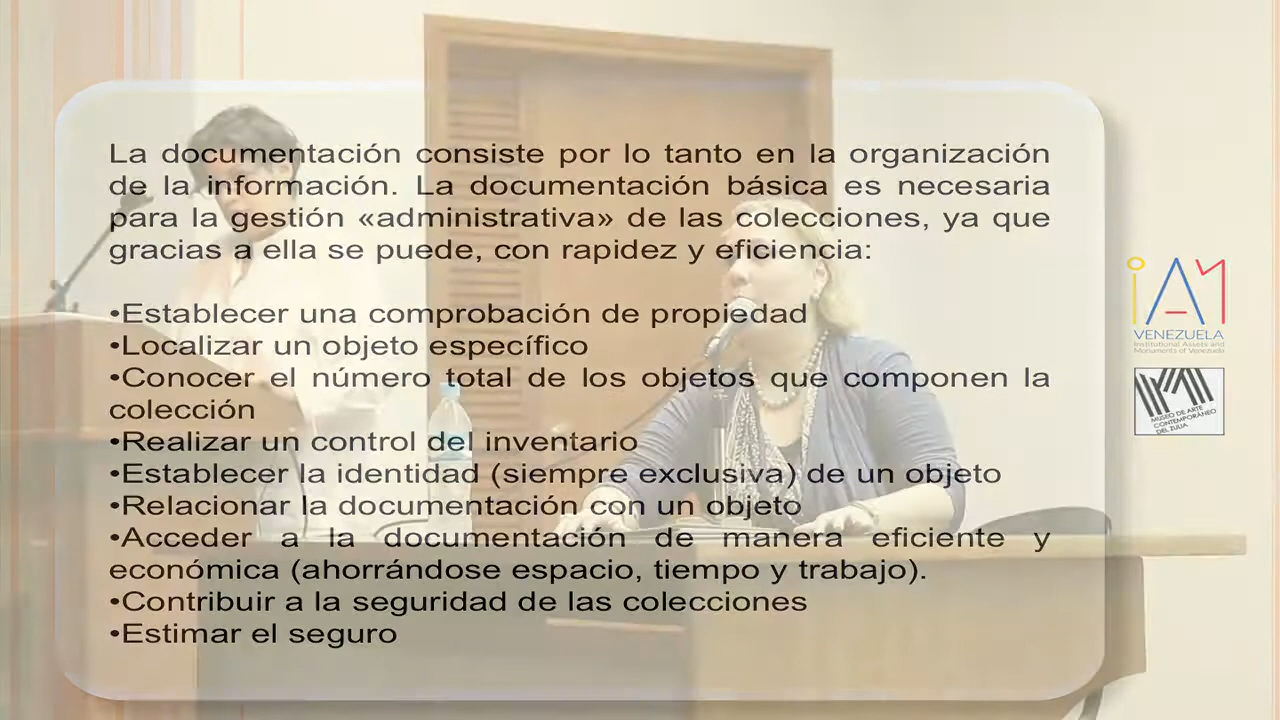 La documentación consiste por lo tanto en la organización
de la información. La documentación básica es necesaria
para la gestión «administrativa» de las colecciones, ya que
gracias a ella se puede, con rapidez y eficiencia:
•Establecer una comprobación de propiedad
•Localizar un objeto específico
•Conocer el número total de los objetos que componen la
colección
•Realizar un control del inventario
•Establecer la identidad (siempre exclusiva) de un objeto
•Relacionar la documentación con un objeto
•Acceder a la documentación de manera eficiente y
económica (ahorrándose espacio, tiempo y trabajo).
•Contribuir a la seguridad de las colecciones
•Estimar el seguro
iAM
VENEZUELA
Institutional Assets and
Monuments of Venezuela
MUSEO DE ARTE
CONTEMPORÁNEO
DEL ZULIA